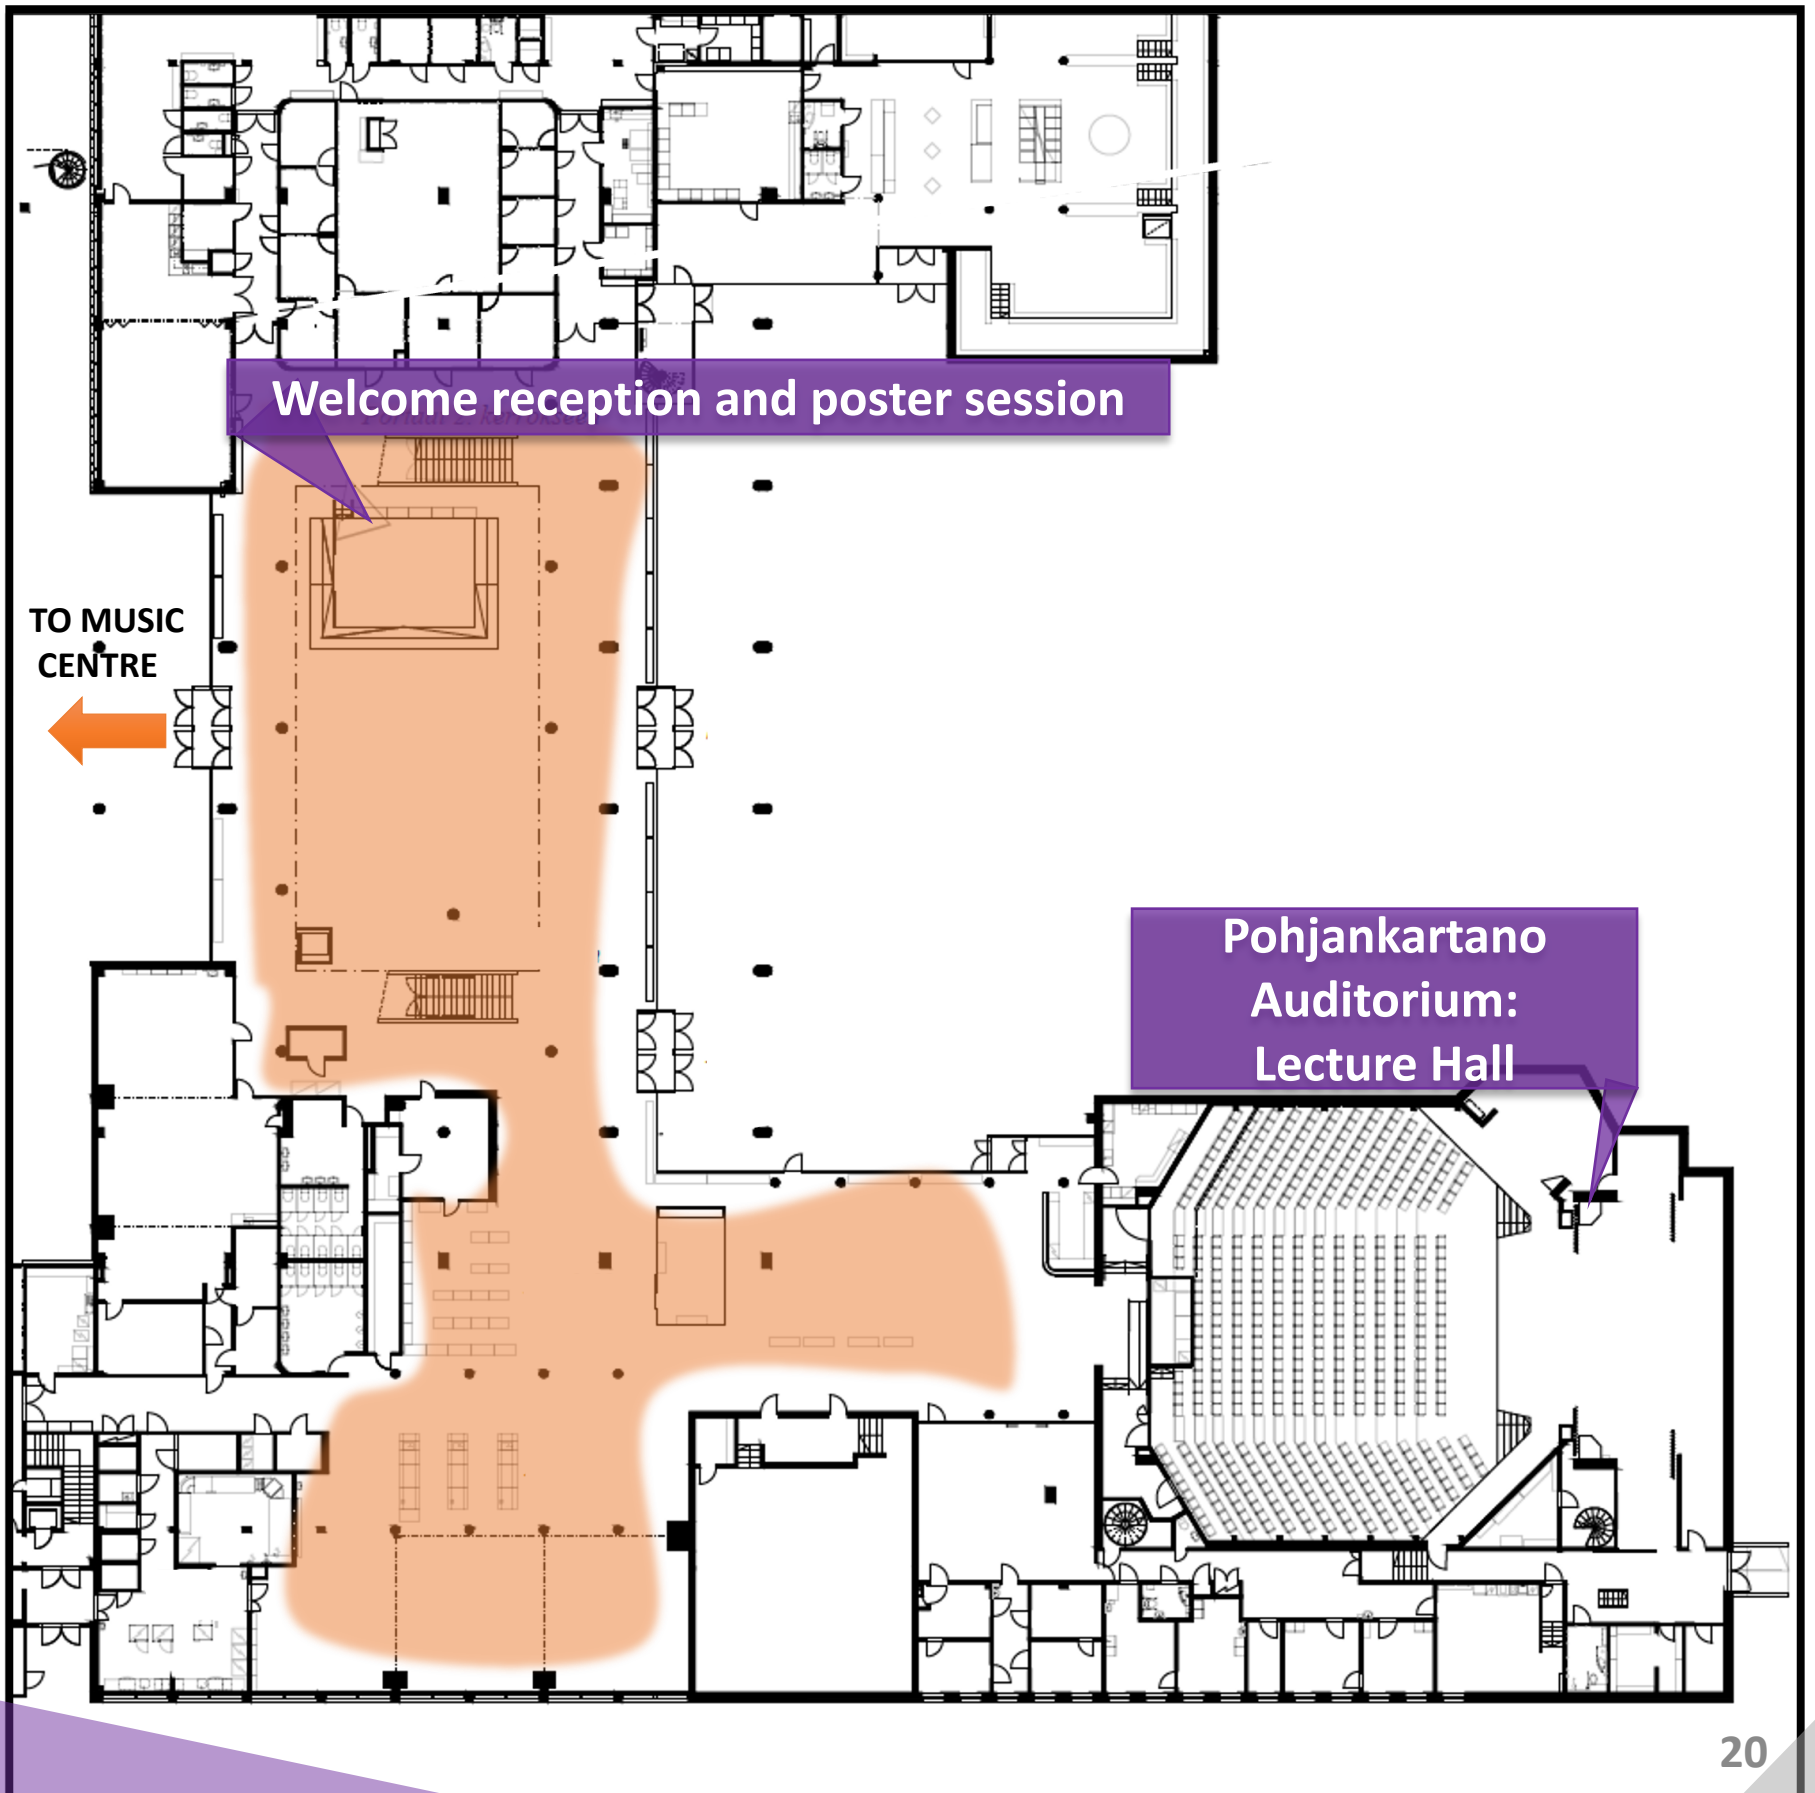 Welcome reception and poster session
TO MUSIC
CENTRE
Pohjankartano
Auditorium:
Lecture Hall
20